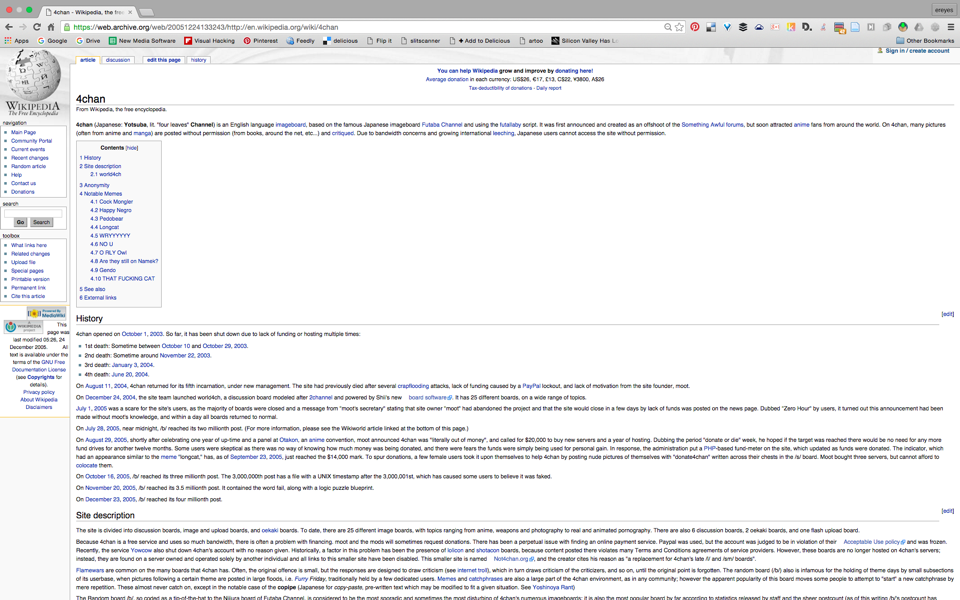 4chan - Wikipedia, the free
ereyes
https://web.archive.org/web/20051224133243/http://en.wikipedia.org/wiki/4chan
Apps Google Drive New Media Software Visual Hacking Pinterest Feedly delicious Flip it slitscanner + Add to Delicious artoo Silicon Valley Has L Other Bookmarks
Sign in / create account
article discussion edit this page history
You can help Wikipedia grow and improve by donating here!
Average donation in each currency: US$26, €17, £13, C$22, ¥3800, A$26
Tax-deductibility of donations - Daily report
WIKIPEDIA
The Free Encyclopedia
navigation
Main Page
Community Portal
Current events
Recent changes
Random article
Help
Contact us
Donations
search
Go Search
toolbox
What links here
Related changes
Upload file
Special pages
Printable version
Permanent link
Cite this article
Powered By MediaWiki
WIKIMEDIA project
This
page was
last modified 05:26, 24
December 2005. Al
text is available under the
terms of the GNU Free
Documentation License
(see Copyrights for
details).
Privacy policy
About Wikipedia
Disclaimers
4chan
From Wikipedia, the free encyclopedia.
4chan (Japanese: Yotsuba, lit. "four leaves" Channel) is an English language imageboard, based on the famous Japanese imageboard Futaba Channel and using the futallaby script. It was first announced and created as an offshoot of the Something Awful forums, but soon attracted anime fans from around the world. On 4chan, many pictures
(often from anime and manga) are posted without permission (from books, around the net, etc...) and critiqued. Due to bandwidth concerns and growing international leeching, Japanese users cannot access the site without permission.
Contents [hide]
1 History
2 Site description
2.1 world4ch
3 Anonymity
4 Notable Memes
4.1 Cock Mongler
4.2 Happy Negro
4.3 Pedobear
4.4 Longcat
4.5 WRYYYYYY
4.6 NO U
4.7 O RLY Owl
4.8 Are they still on Namek?
4.9 Gendo
4.10 THAT FUCKING CAT
5 See also
6 External links
History [edit]
4chan opened on October 1, 2003. So far, it has been shut down due to lack of funding or hosting multiple times:
1st death: Sometime between October 10 and October 29, 2003.
2nd death: Sometime around November 22, 2003.
3rd death: January 3, 2004.
4th death: June 20, 2004.
On August 11, 2004, 4chan returned for its fifth incarnation, under new management. The site had previously died after several crapflooding attacks, lack of funding caused by a PayPal lockout, and lack of motivation from the site founder, moot.
On December 24, 2004, the site team launched world4ch, a discussion board modeled after 2channel and powered by Shii's new board software. It has 25 different boards, on a wide range of topics.
July 1, 2005 was a scare for the site's users, as the majority of boards were closed and a message from "moot's secretary" stating that site owner "moot" had abandoned the project and that the site would close in a few days by lack of funds was posted on the news page. Dubbed "Zero Hour" by users, it turned out this announcement had been
made without moot's knowledge, and within a day all boards returned to normal.
On July 28, 2005, near midnight, /b/ reached its two millionth post. (For more information, please see the Wikiworld article linked at the bottom of this page.)
On August 29, 2005, shortly after celebrating one year of up-time and a panel at Otakon, an anime convention, moot announced 4chan was "literally out of money", and called for $20,000 to buy new servers and a year of hosting. Dubbing the period "donate or die" week, he hoped if the target was reached there would be no need for any more
fund drives for another twelve months. Some users were skeptical as there was no way of knowing how much money was being donated, and there were fears the funds were simply being used for personal gain. In response, the administration put a PHP-based fund-meter on the site, which updated as funds were donated. The indicator, which
had an appearance similar to the meme "longcat," has, as of September 23, 2005, just reached the $14,000 mark. To spur donations, a few female users took it upon themselves to help 4chan by posting nude pictures of themselves with "donate4chan" written across their chests in the /s/ board. Moot bought three servers, but cannot afford to
colocate them.
On October 16, 2005, /b/ reached its three millionth post. The 3,000,000th post has a file with a UNIX timestamp after the 3,000,001st, which has caused some users to believe it was faked.
On November 20, 2005, /b/ reached its 3.5 millionth post. It contained the word fail, along with a logic puzzle blueprint.
On December 23, 2005, /b/ reached its four millionth post.
Site description [edit]
The site is divided into discussion boards, image and upload boards, and oekaki boards. To date, there are 25 different image boards, with topics ranging from anime, weapons and photography to real and animated pornography. There are also 6 discussion boards, 2 oekaki boards, and one flash upload board.
Because 4chan is a free service and uses so much bandwidth, there is often a problem with financing. moot and the mods will sometimes request donations. There has been a perpetual issue with finding an online payment service. Paypal was used, but the account was judged to be in violation of their Acceptable Use policy and was frozen.
Recently, the service Yowcow also shut down 4chan's account with no reason given. Historically, a factor in this problem has been the presence of lolicon and shotacon boards, because content posted there violates many Terms and Conditions agreements of service providers. However, these boards are no longer hosted on 4chan's servers;
instead, they are found on a server owned and operated solely by another individual and all links to this smaller site have been disabled. This smaller site is named Not4chan.org, and the creator cites his reason as "a replacement for 4chan's late /l/ and /sm/ boards".
Flamewars are common on the many boards that 4chan has. Often, the original offence is small, but the responses are designed to draw criticism (see internet troll), which in turn draws criticism of the criticizers, and so on, until the original point is forgotten. The random board (/b/) also is infamous for the holding of theme days by small subsections
of its userbase, when pictures following a certain theme are posted in large floods, i.e. Furry Friday, traditionally held by a few dedicated users. Memes and catchphrases are also a large part of the 4chan environment, as in any community; however the apparent popularity of this board moves some people to attempt to "start" a new catchphrase by
mere repetition. These almost never catch on, except in the notable case of the copipe (Japanese for copy-paste, pre-written text which may be modified to fit a given situation. See Yoshinoya Rant)